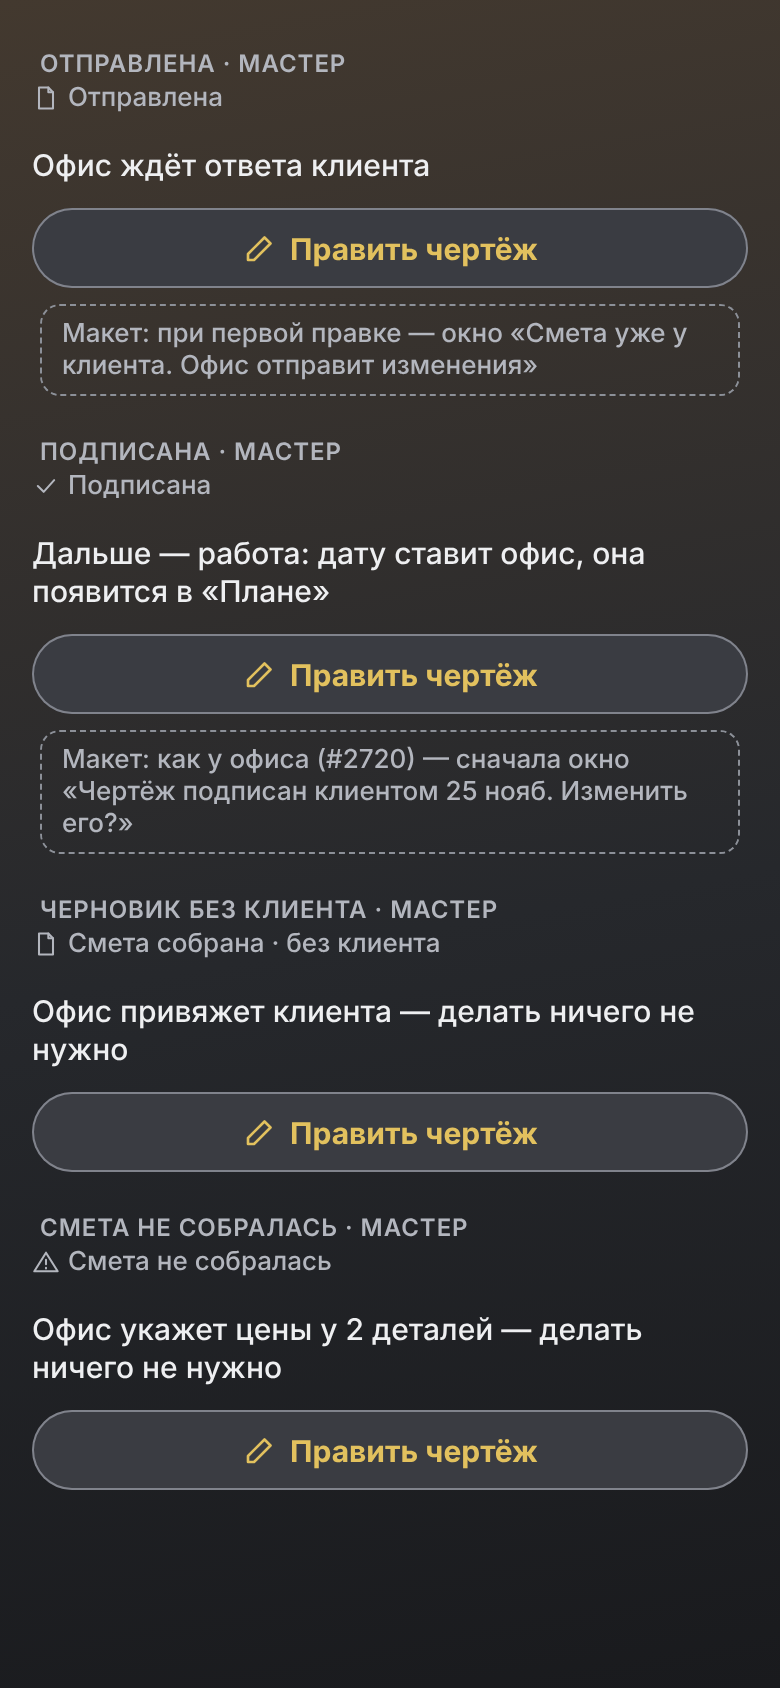 ОТПРАВЛЕНА · МАСТЕР
Отправлена
Офис ждёт ответа клиента
Править чертёж
Макет: при первой правке — окно «Смета уже у
клиента. Офис отправит изменения»
ПОДПИСАНА · МАСТЕР
Подписана
Дальше — работа: дату ставит офис, она
появится в «Плане»
Править чертёж
Макет: как у офиса (#2720) — сначала окно
«Чертёж подписан клиентом 25 нояб. Изменить
его?»
ЧЕРНОВИК БЕЗ КЛИЕНТА · МАСТЕР
Смета собрана · без клиента
Офис привяжет клиента — делать ничего не
нужно
Править чертёж
СМЕТА НЕ СОБРАЛАСЬ · МАСТЕР
Смета не собралась
Офис укажет цены у 2 деталей — делать
ничего не нужно
Править чертёж